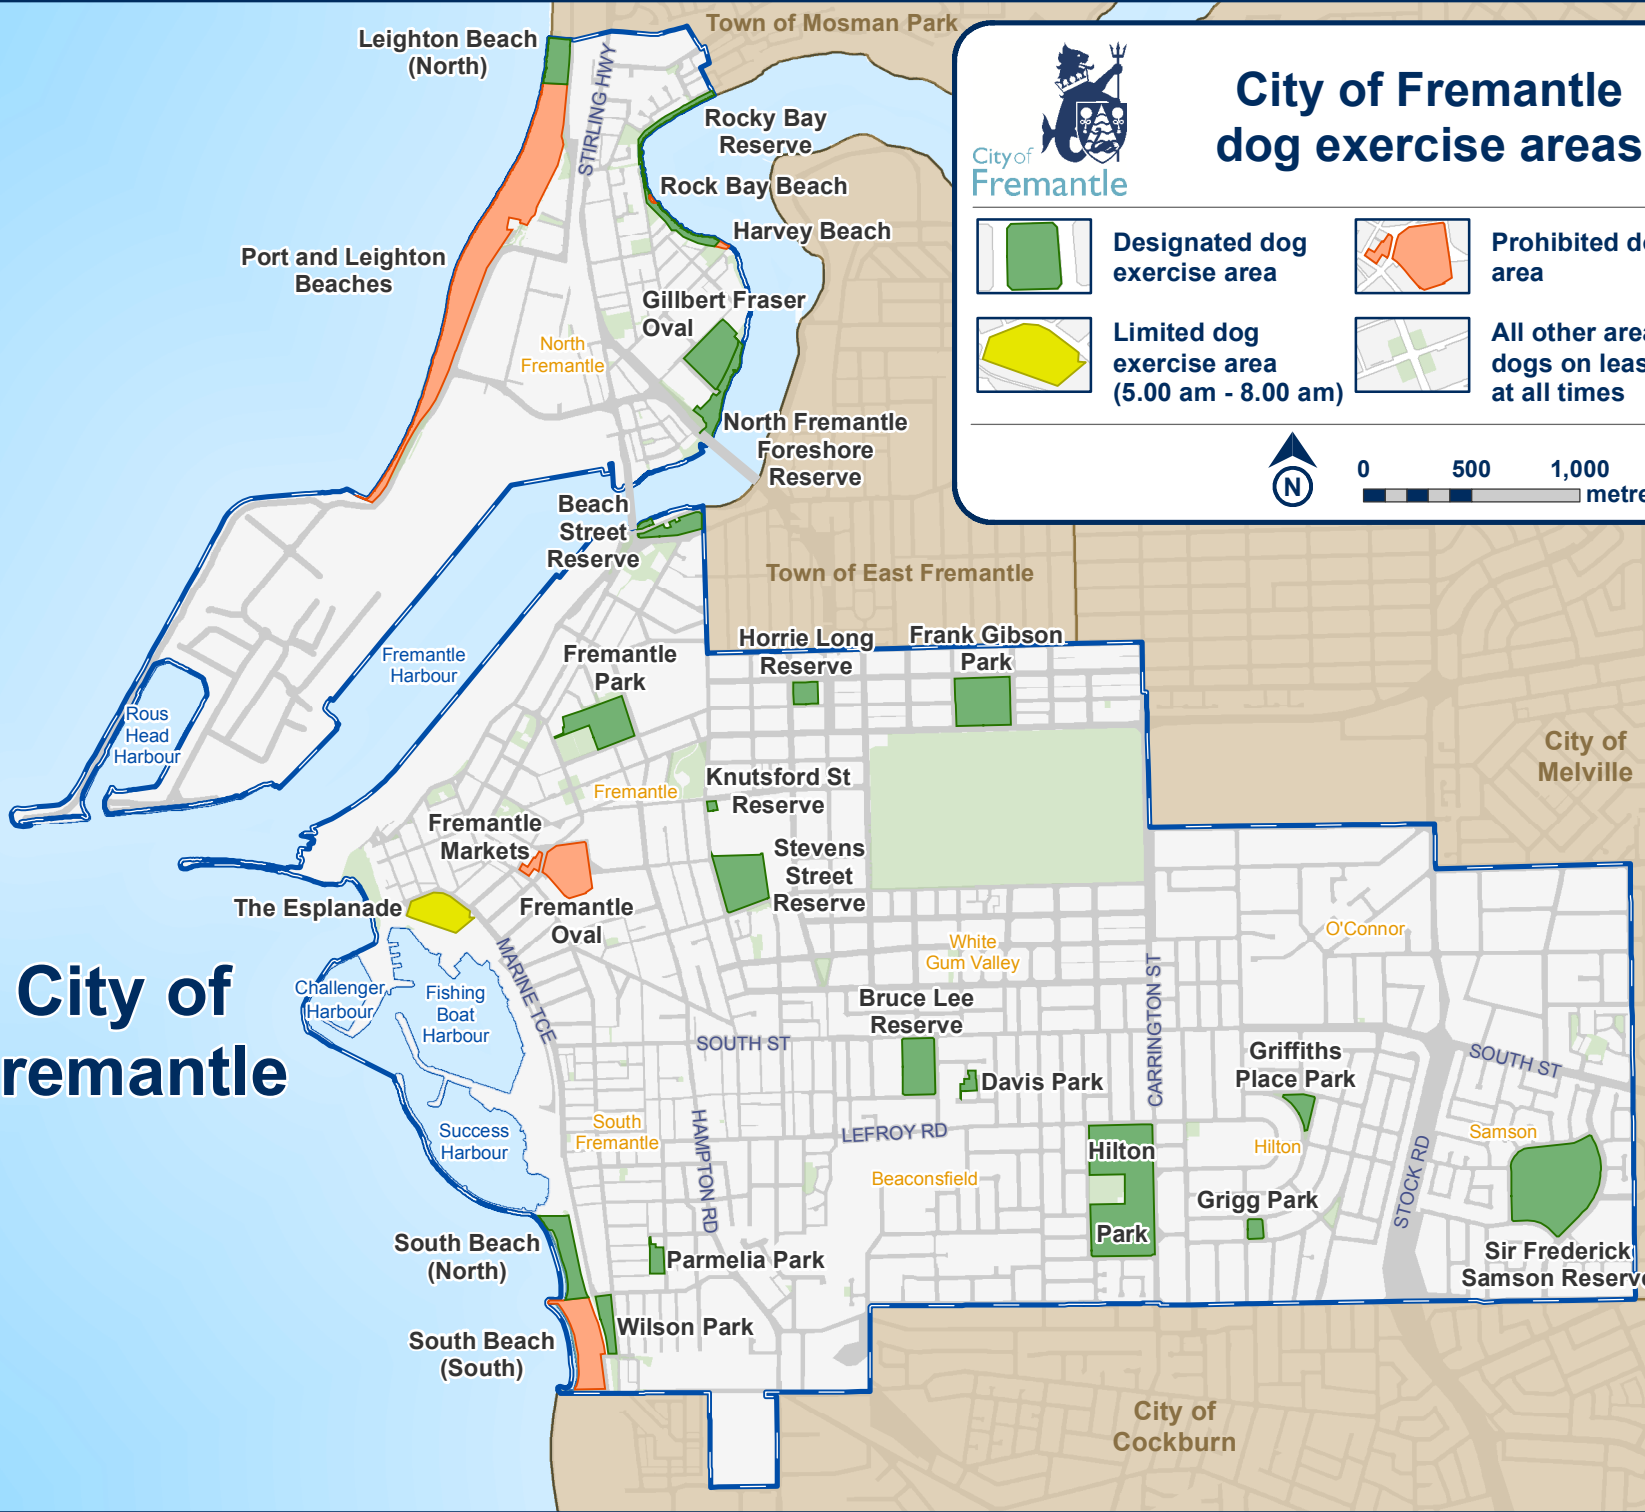 Town of Mosman Park
Leighton Beach
(North)
STIRLING HWY
Rocky Bay
Reserve
Rock Bay Beach
Harvey Beach
Port and Leighton
Beaches
Gillbert Fraser
Oval
North
Fremantle
North Fremantle
Foreshore
Reserve
City of
Fremantle
City of Fremantle
dog exercise areas
Designated dog
exercise area
Prohibited do
area
Limited dog
exercise area
(5.00 am - 8.00 am)
All other area
dogs on leas
at all times
N
0 500 1,000
metre
Beach
Street
Reserve
Town of East Fremantle
Fremantle
Harbour
Rous
Head
Harbour
Fremantle
Park
Horrie Long
Reserve
Frank Gibson
Park
City of
Melville
Fremantle
Knutsford St
Reserve
Fremantle
Markets
Stevens
Street
Reserve
The Esplanade
Fremantle
Oval
MARINE TCE
White
Gum Valley
O'Connor
City of
remantle
Challenger
Harbour
Fishing
Boat
Harbour
Bruce Lee
Reserve
CARRINGTON ST
SOUTH ST
SOUTH ST
Davis Park
Griffiths
Place Park
Success
Harbour
South
Fremantle
HAMPTON RD
LEFROY RD
Beaconsfield
Hilton
Park
Hilton
Samson
STOCK RD
Grigg Park
South Beach
(North)
Parmelia Park
Sir Frederick
Samson Reserve
South Beach
(South)
Wilson Park
City of
Cockburn